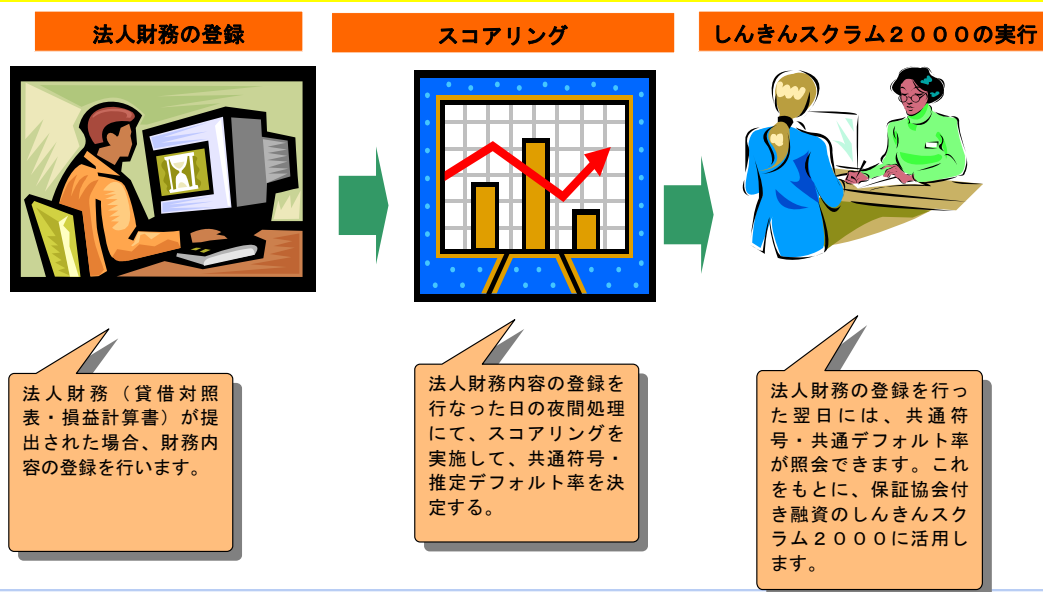 法人財務の登録
スコアリング
しんきんスクラム２０００の実行
法人財務（貸借対照
表・損益計算書）が提
出された場合、財務内
容の登録を行います。
法人財務内容の登録を
行なった日の夜間処理
にて、スコアリングを
実施して、共通符号・
推定デフォルト率を決
定する。
法人財務の登録を行っ
た翌日には、共通符
号・共通デフォルト率
が照会できます。これ
をもとに、保証協会付
き融資のしんきんスク
ラム２０００に活用し
ます。